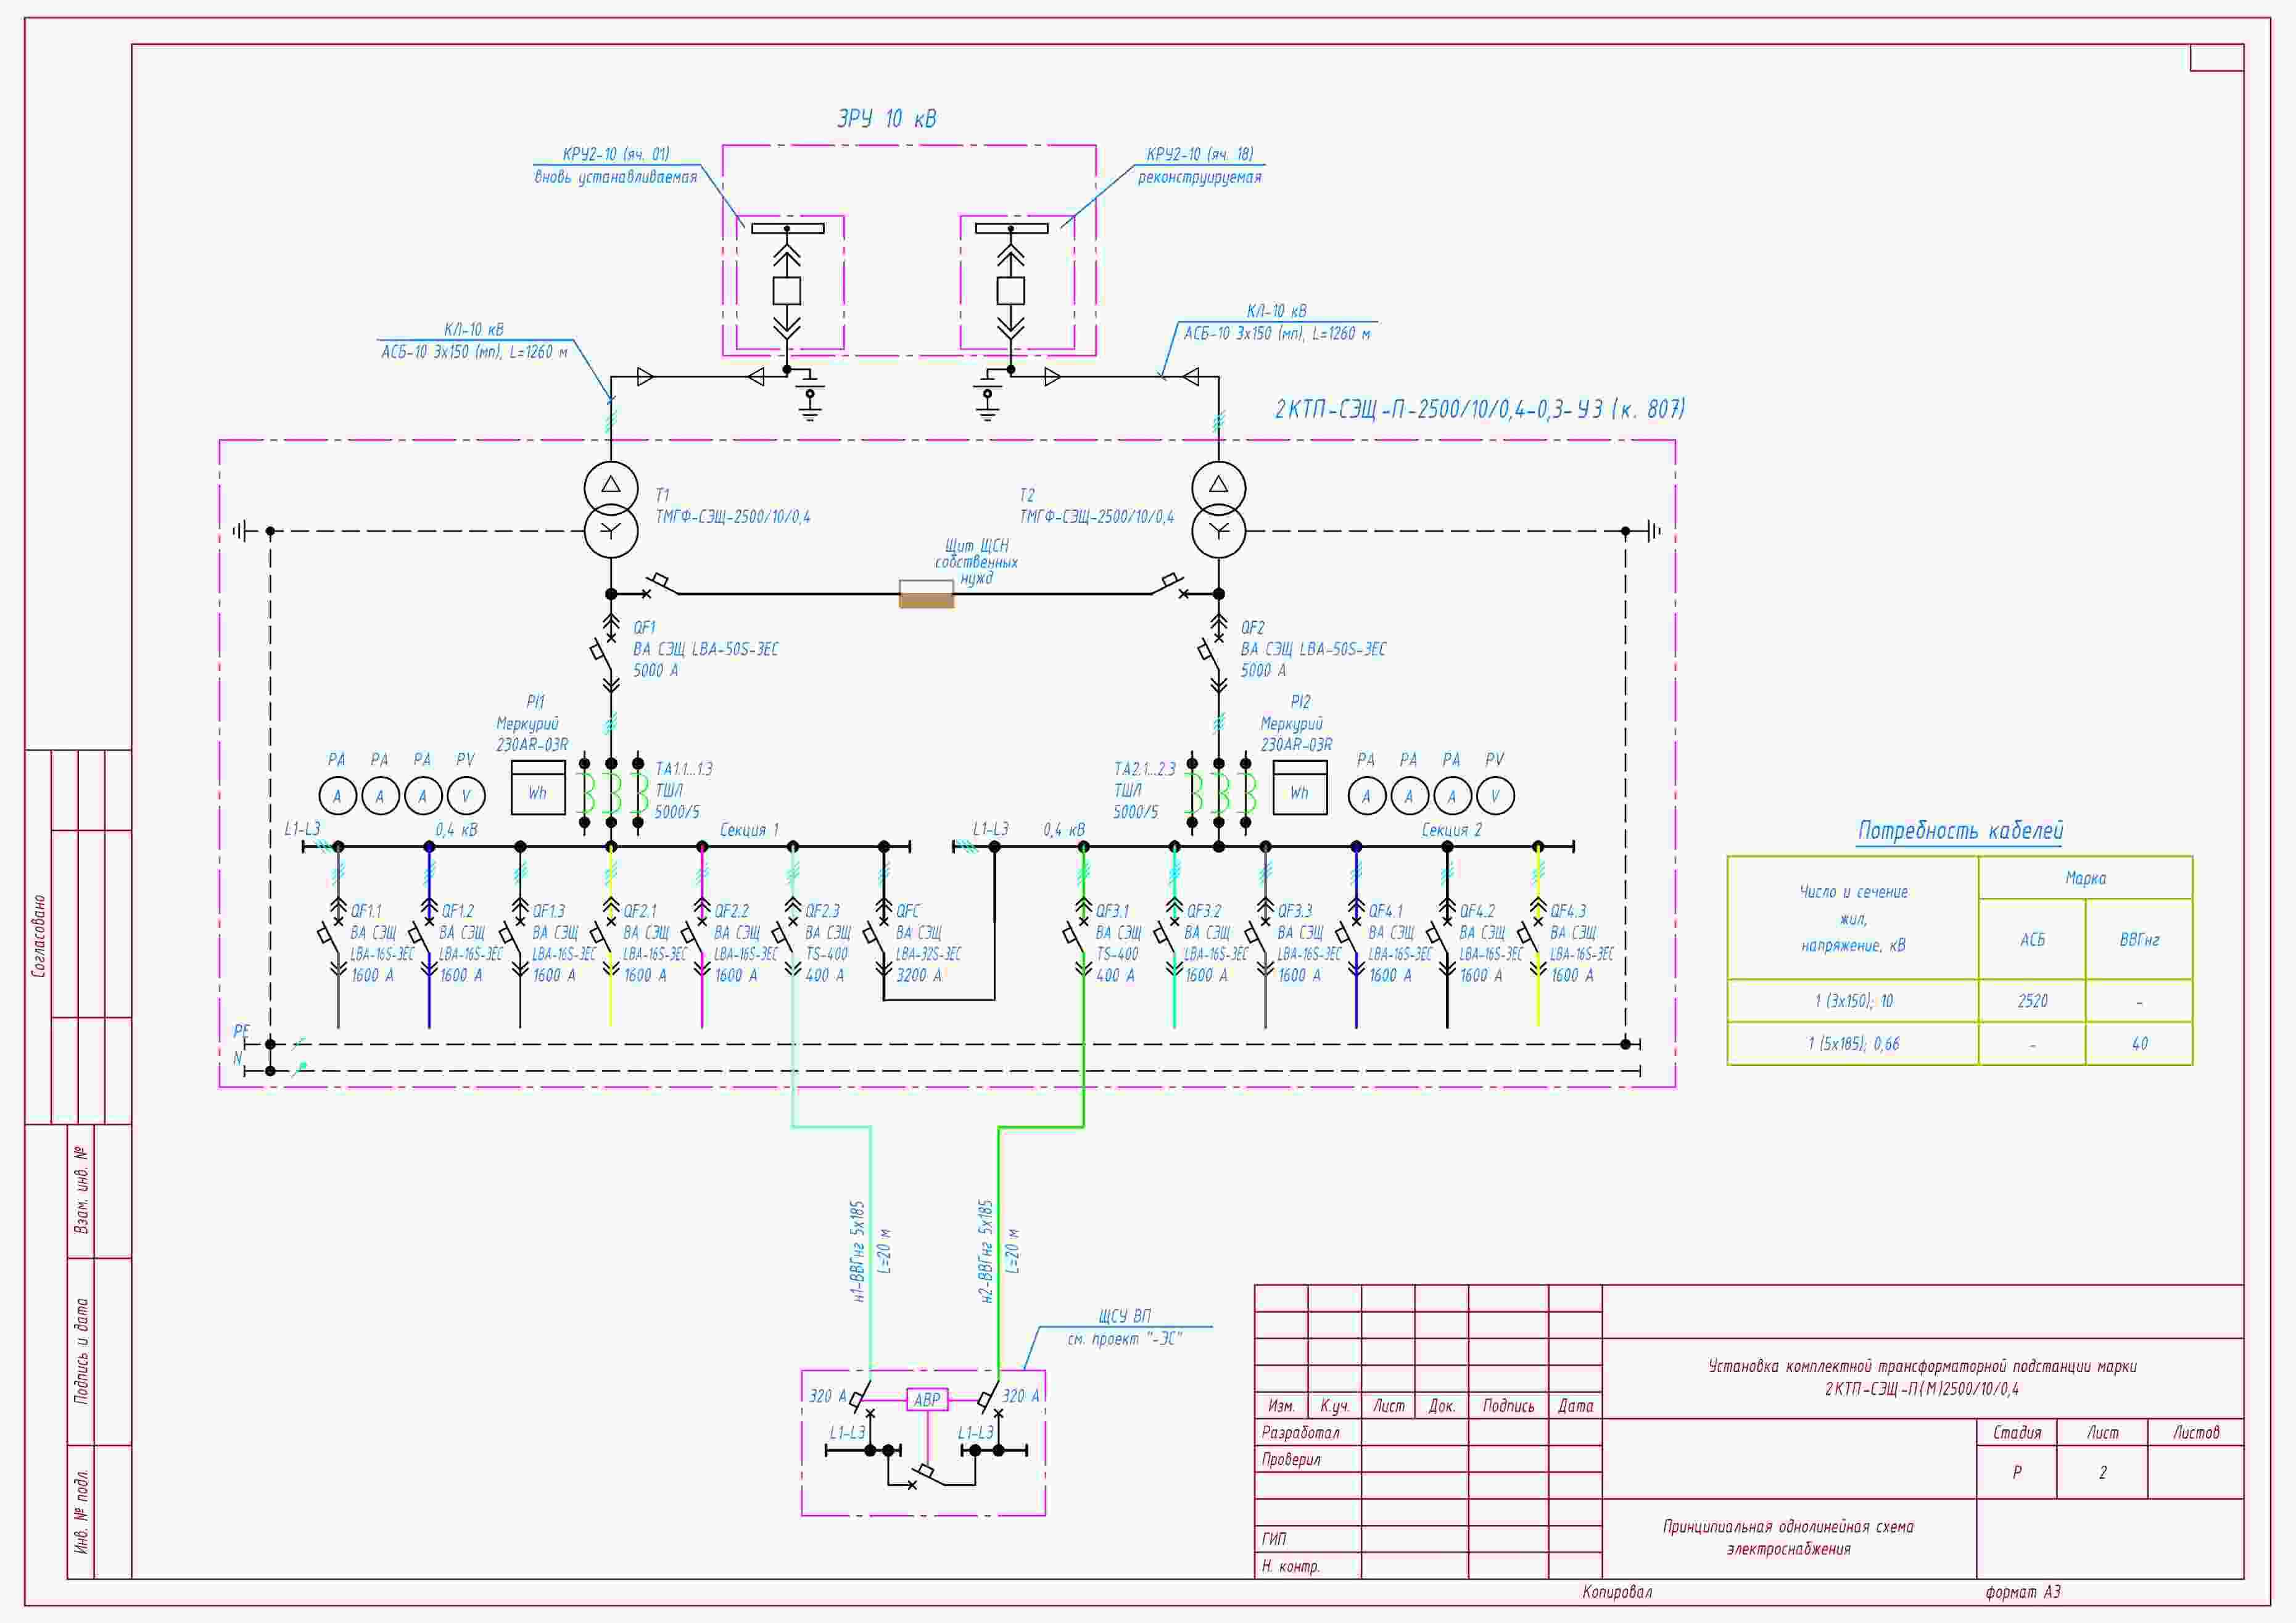 ЗРУ 10 кВ
КРУ2-10 (яч. 01)
вновь устанавливаемая
КРУ2-10 (яч. 18)
реконструируемая
КЛ-10 кВ
АСБ-10 3х150 (мп), L=1260 м
КЛ-10 кВ
АСБ-10 3х150 (мп), L=1260 м
2КТП-СЭЩ-П-2500/10/0,4-0,3-У3 (к. 807)
Т1
ТМГФ-СЭЩ-2500/10/0,4
Т2
ТМГФ-СЭЩ-2500/10/0,4
Щит ЩСН
собственных
нужд
QF1
ВА СЭЩ LBA-50S-3EC
5000 А
QF2
ВА СЭЩ LBA-50S-3EC
5000 А
PI1
Меркурий
230AR-03R
PI2
Меркурий
230AR-03R
PA
PA
PA
PV
A
A
A
V
Wh
ТА1.1...1.3
ТШЛ
5000/5
ТА2.1...2.3
ТШЛ
5000/5
Wh
PA
PA
PA
PV
A
A
A
V
L1-L3
0,4 кВ
Секция 1
L1-L3
0,4 кВ
Секция 2
QF1.1
ВА СЭЩ
LBA-16S-3EC
1600 А
QF1.2
ВА СЭЩ
LBA-16S-3EC
1600 А
QF1.3
ВА СЭЩ
LBA-16S-3EC
1600 А
QF2.1
ВА СЭЩ
LBA-16S-3EC
1600 А
QF2.2
ВА СЭЩ
LBA-16S-3EC
1600 А
QF2.3
ВА СЭЩ
TS-400
400 А
QFC
ВА СЭЩ
LBA-32S-3EC
3200 А
QF3.1
ВА СЭЩ
TS-400
400 А
QF3.2
ВА СЭЩ
LBA-16S-3EC
1600 А
QF3.3
ВА СЭЩ
LBA-16S-3EC
1600 А
QF4.1
ВА СЭЩ
LBA-16S-3EC
1600 А
QF4.2
ВА СЭЩ
LBA-16S-3EC
1600 А
QF4.3
ВА СЭЩ
LBA-16S-3EC
1600 А
PE
N
Потребность кабелей
Число и сечение
жил,
напряжение, кВ
Марка
АСБ
ВВГнг
1 (3х150); 10
2520
-
1 (5х185); 0,66
-
40
н1-ВВГнг 5х185
L=20 м
н2-ВВГнг 5х185
L=20 м
ЩСУ ВП
см. проект "-ЭС"
320 А
АВР
320 А
L1-L3
L1-L3
Согласовано
Взам. инв. №
Подпись и дата
Инв. № подл.
Установка комплектной трансформаторной подстанции марки
2КТП-СЭЩ-П(М)2500/10/0,4
Изм.
К.уч.
Лист
Док.
Подпись
Дата
Разработал
Проверил
ГИП
Н. контр.
Стадия
Лист
Листов
Р
2
Принципиальная однолинейная схема
электроснабжения
Копировал
формат А3